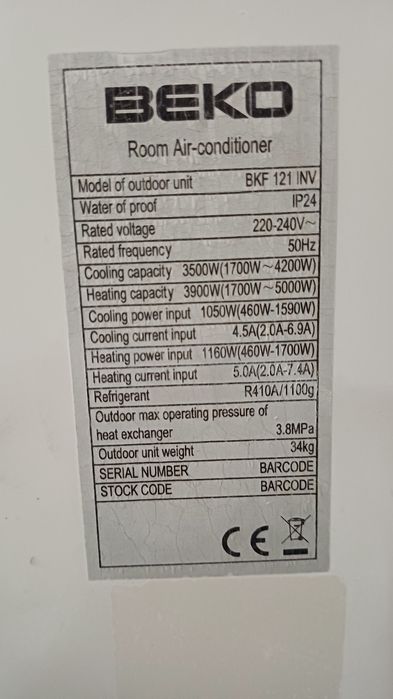 BEKO
Room Air-conditioner
Model of outdoor unit BKF 121 INV
Water of proof IP24
Rated voltage 220-240V~
Rated frequency 50Hz
Cooling capacity 3500W(1700W~4200W)
Heating capacity 3900W(1700W~5000W)
Cooling power input 1050W(460W-1590W)
Cooling current input 4.5A(2.0A-6.9A)
Heating power input 1160W(460W-1700W)
Heating current input 5.0A(2.0A-7.4A)
Refrigerant R410A/1100g
Outdoor max operating pressure of
heat exchanger 3.8MPa
Outdoor unit weight 34kg
SERIAL NUMBER BARCODE
STOCK CODE BARCODE
CE